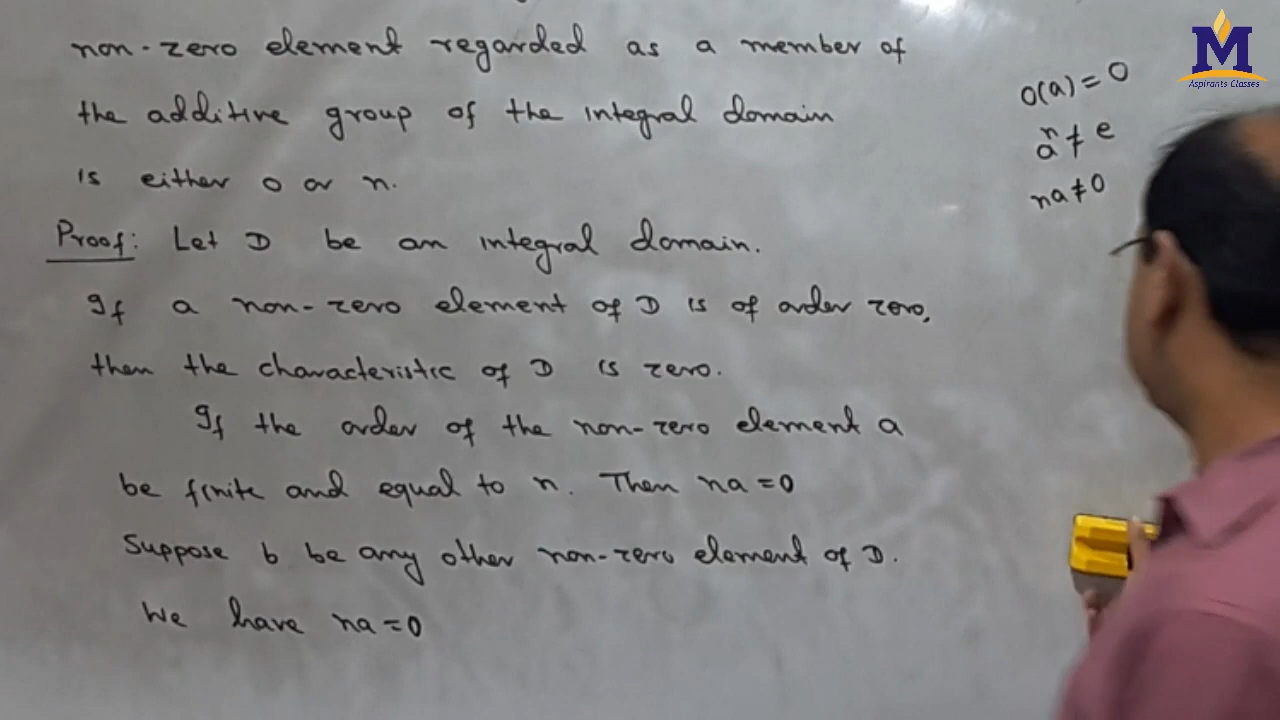 non-zero element regarded as a member of
the additive group of the integral domain
is either 0 or n.
Proof: Let D be an integral domain.
If a non-zero element of D is of order zero,
then the characteristic of D is zero.
If the order of the non-zero element a
be finite and equal to n. Then na = 0
Suppose b be any other non-zero element of D.
We have na = 0
o(a) = 0
aⁿ ≠ e
na ≠ 0
M
Aspirants Classes